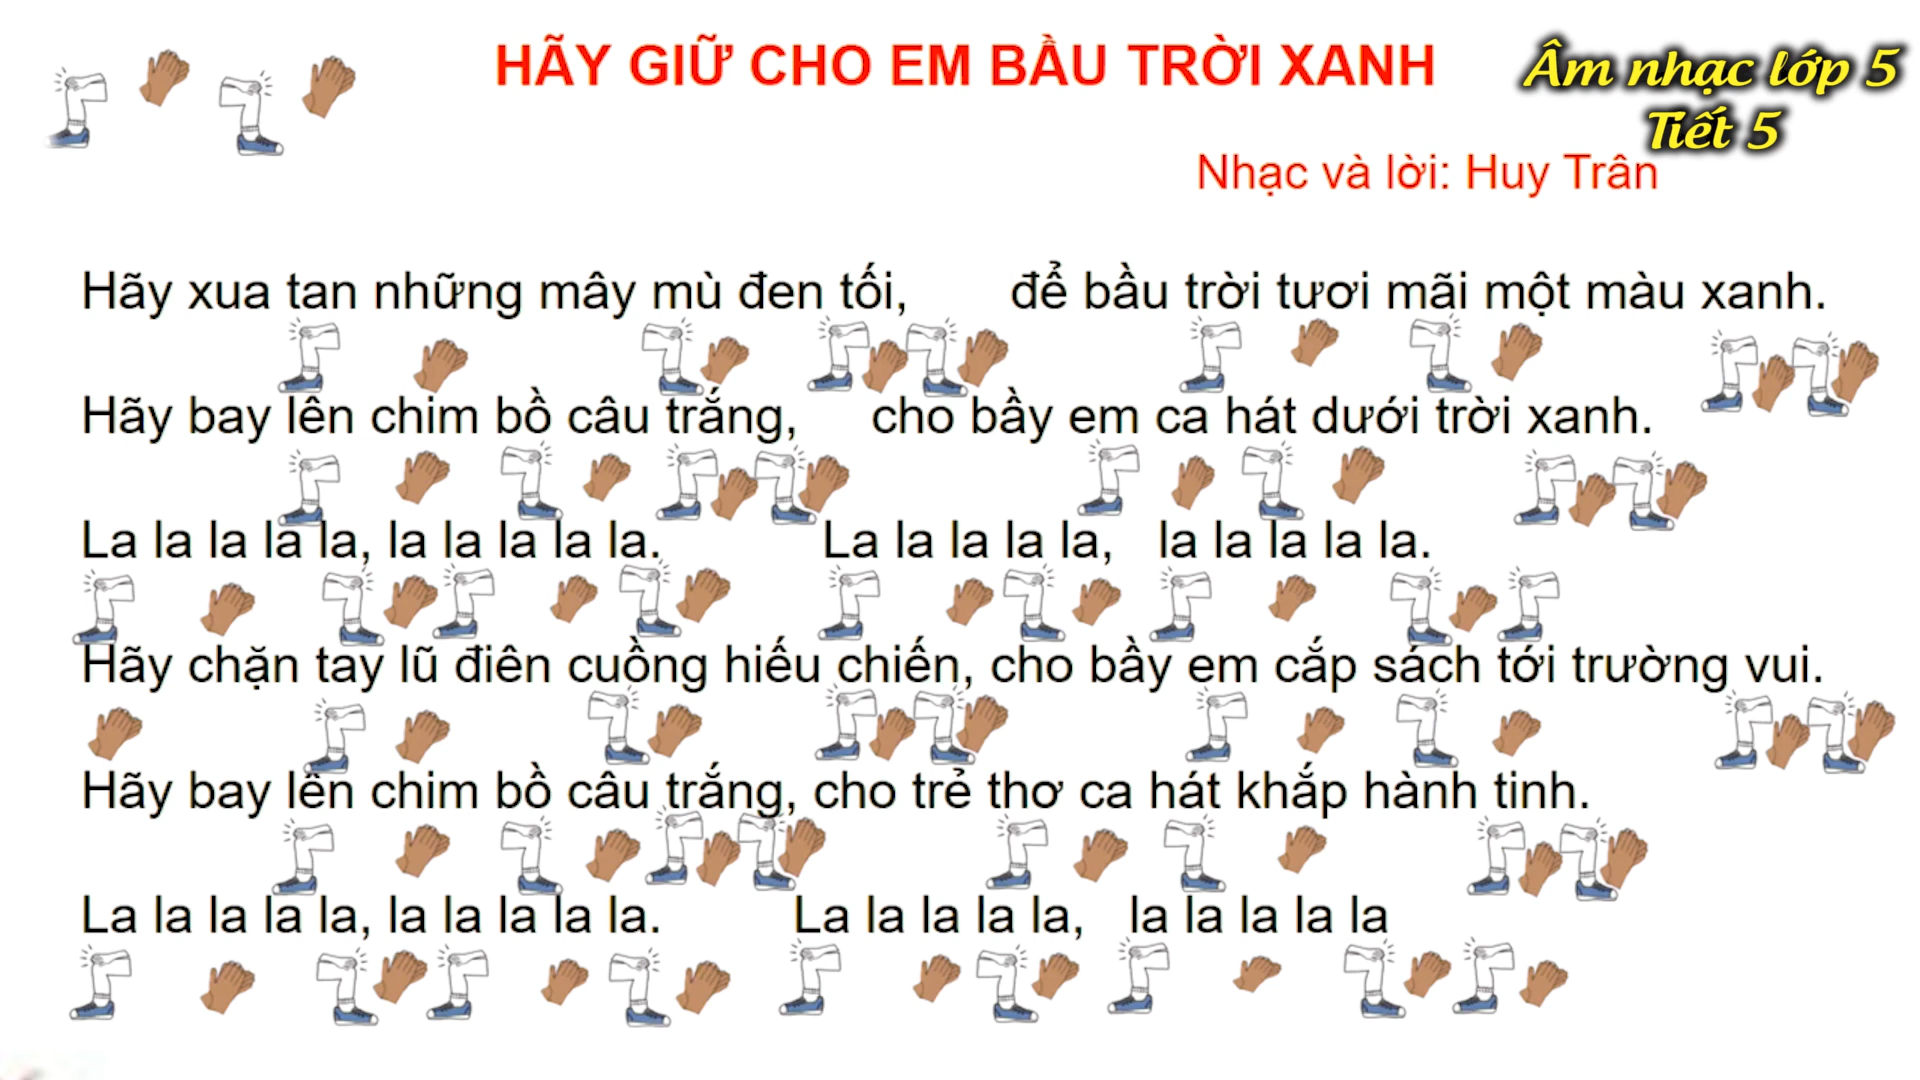 HÃY GIỮ CHO EM BẦU TRỜI XANH
Âm nhạc lớp 5
Tiết 5
Nhạc và lời: Huy Trân
Hãy xua tan những mây mù đen tối, để bầu trời tươi mãi một màu xanh.
Hãy bay lên chim bồ câu trắng, cho bầy em ca hát dưới trời xanh.
La la la la la, la la la la la. La la la la la, la la la la la.
Hãy chặn tay lũ điên cuồng hiếu chiến, cho bầy em cắp sách tới trường vui.
Hãy bay lên chim bồ câu trắng, cho trẻ thơ ca hát khắp hành tinh.
La la la la la, la la la la la. La la la la la, la la la la la